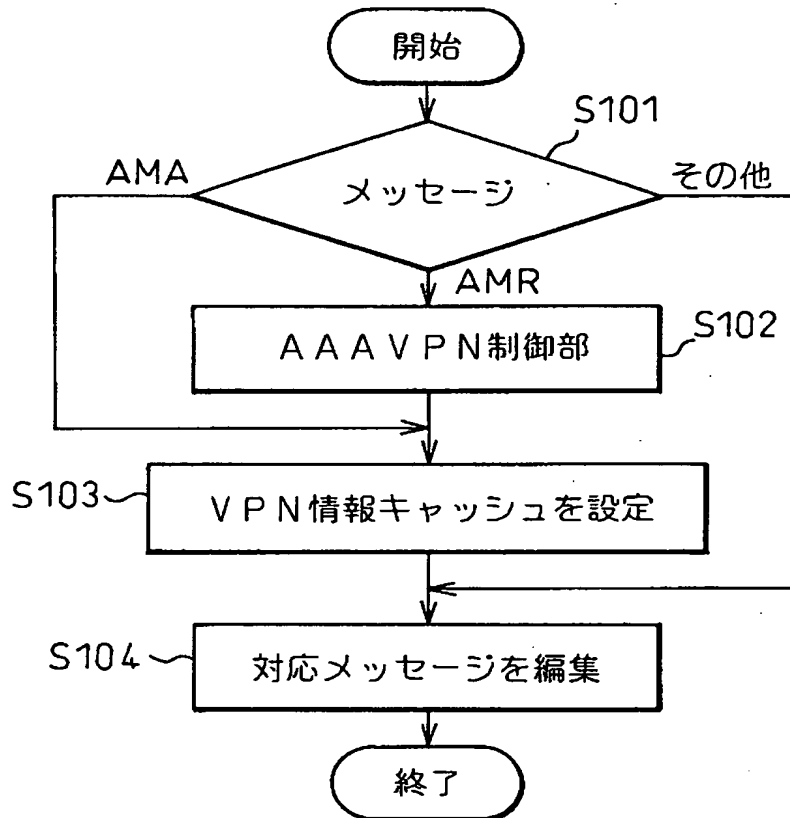 開始
S101
AMA
メッセージ
その他
AMR
AAAVPN制御部
S102
S103
VPN情報キャッシュを設定
S104
対応メッセージを編集
終了